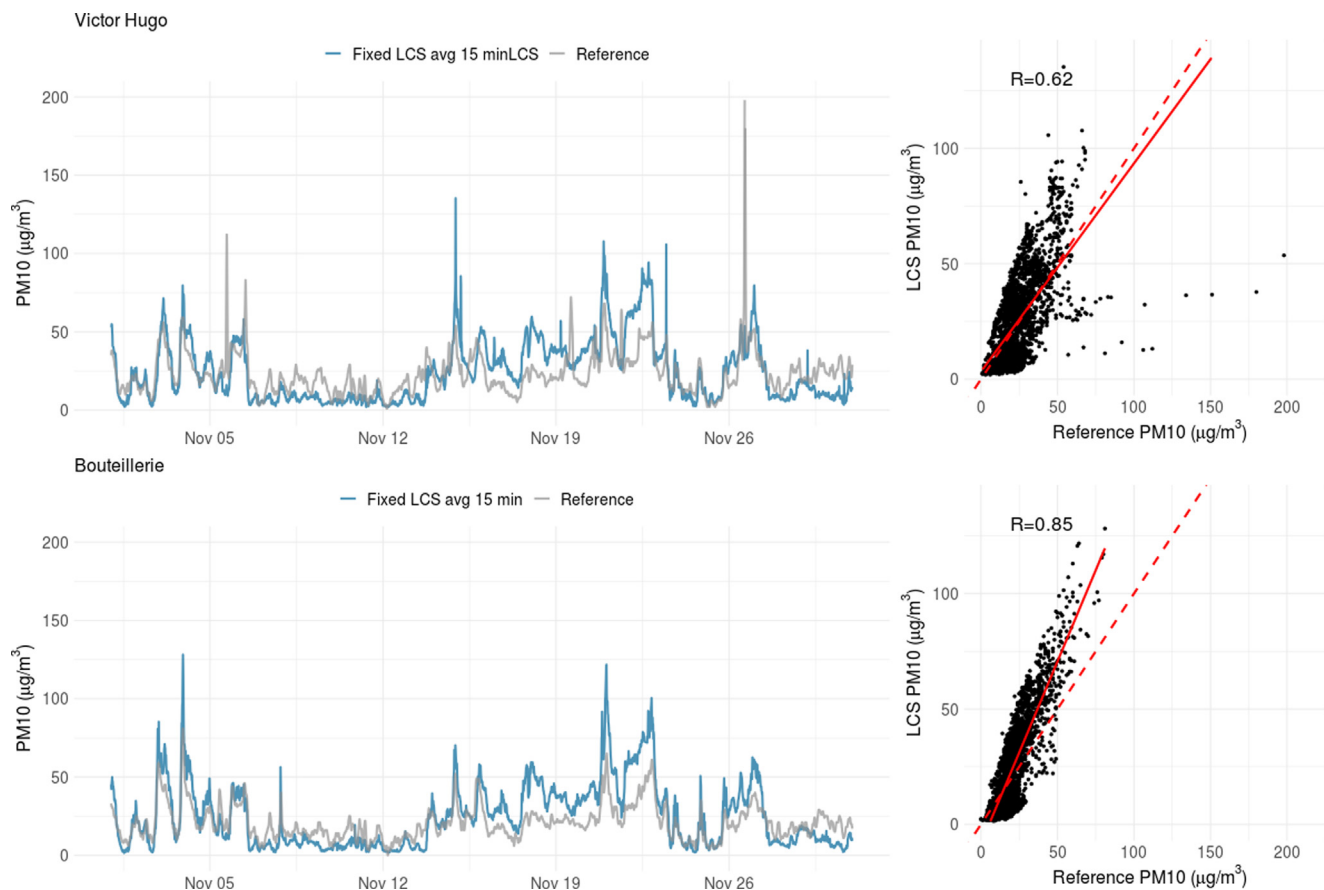 Victor Hugo
Fixed LCS avg 15 minLCS Reference
PM10 (µg/m³)
200
150
100
50
0
Nov 05 Nov 12 Nov 19 Nov 26
R=0.62
LCS PM10 (µg/m³)
100
50
0
0 50 100 150 200
Reference PM10 (µg/m³)
Bouteillerie
Fixed LCS avg 15 min Reference
PM10 (µg/m³)
200
150
100
50
0
Nov 05 Nov 12 Nov 19 Nov 26
R=0.85
LCS PM10 (µg/m³)
100
50
0
0 50 100 150 200
Reference PM10 (µg/m³)